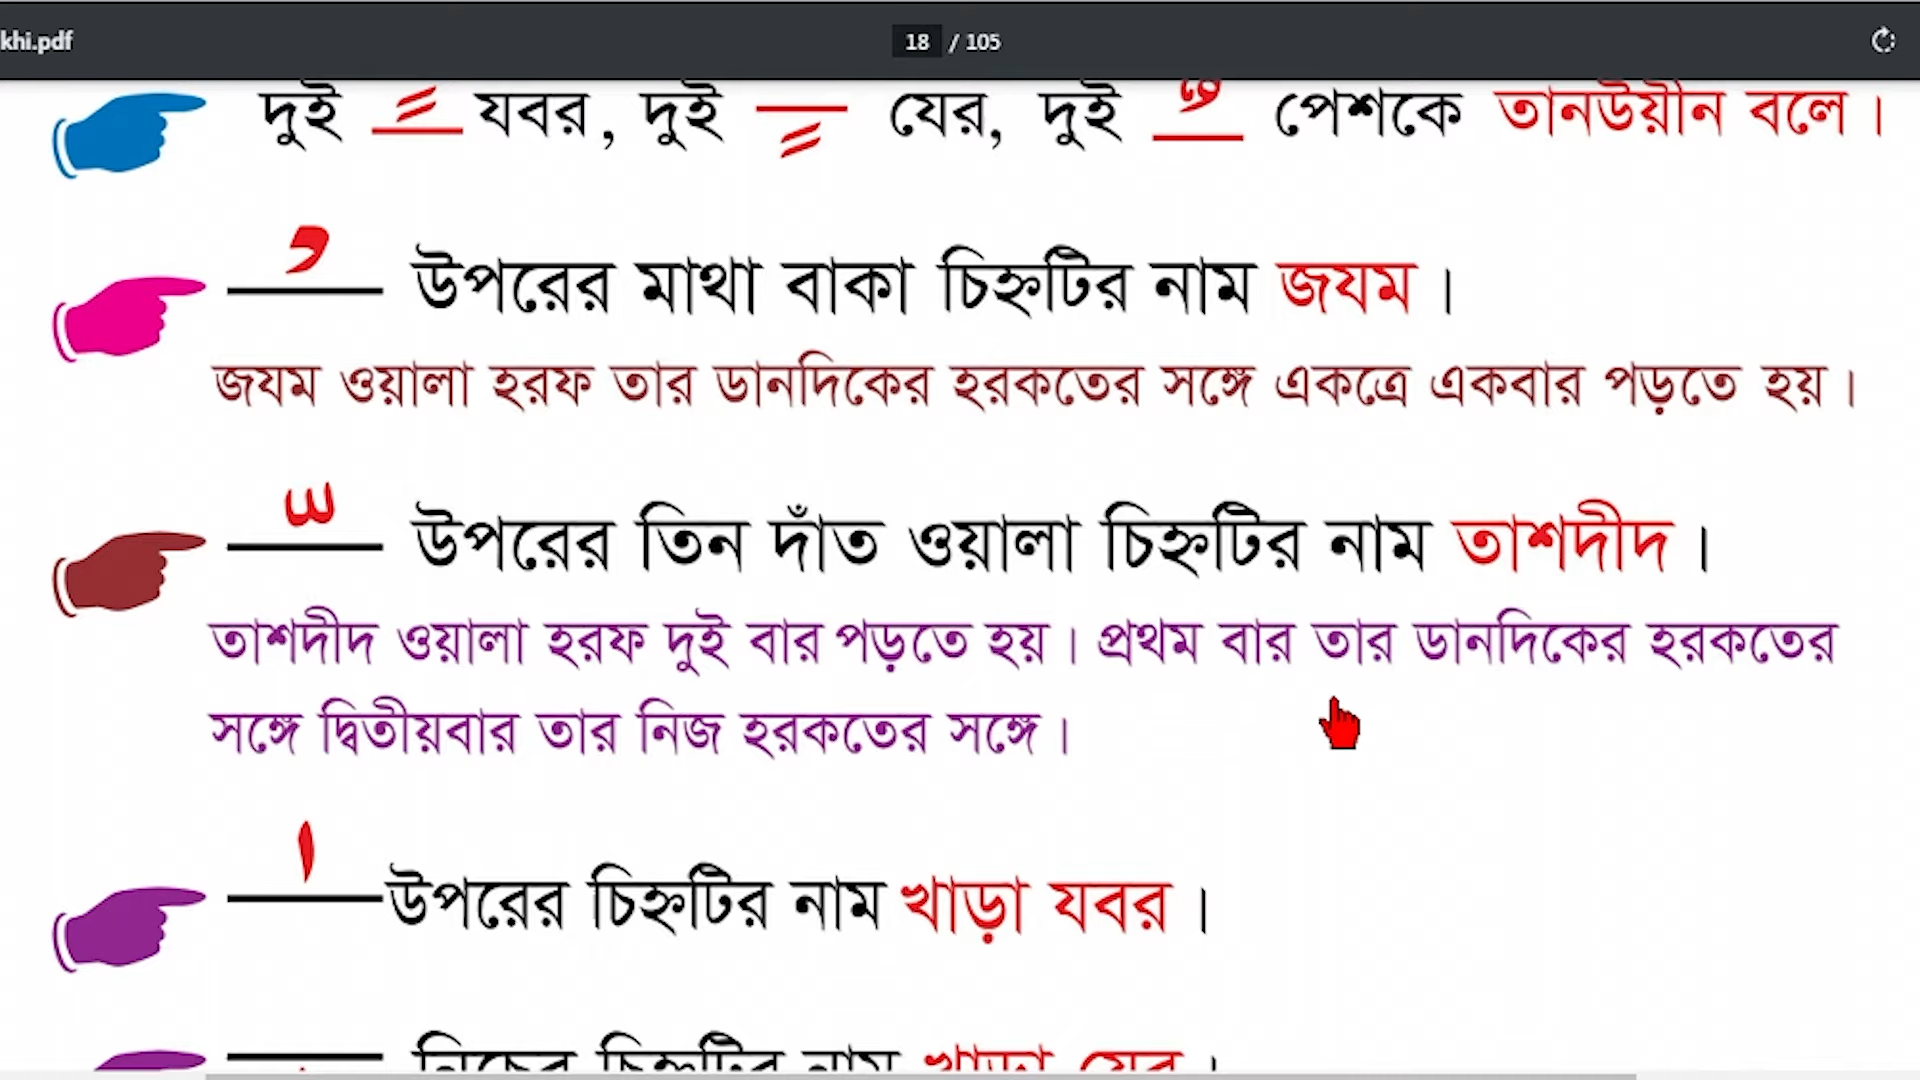 khi.pdf
18 / 105
দুই ـً যবর, দুই ـٍ যের, দুই ـٌ পেশকে তানউয়ীন বলে।
ـْ উপরের মাথা বাকা চিহ্নটির নাম জযম।
জযম ওয়ালা হরফ তার ডানদিকের হরকতের সঙ্গে একত্রে একবার পড়তে হয়।
ـّ উপরের তিন দাঁত ওয়ালা চিহ্নটির নাম তাশদীদ।
তাশদীদ ওয়ালা হরফ দুই বার পড়তে হয়। প্রথম বার তার ডানদিকের হরকতের
সঙ্গে দ্বিতীয়বার তার নিজ হরকতের সঙ্গে।
ـٰ উপরের চিহ্নটির নাম খাড়া যবর।
নিচের চিহ্নটির নাম খাড়া যের।